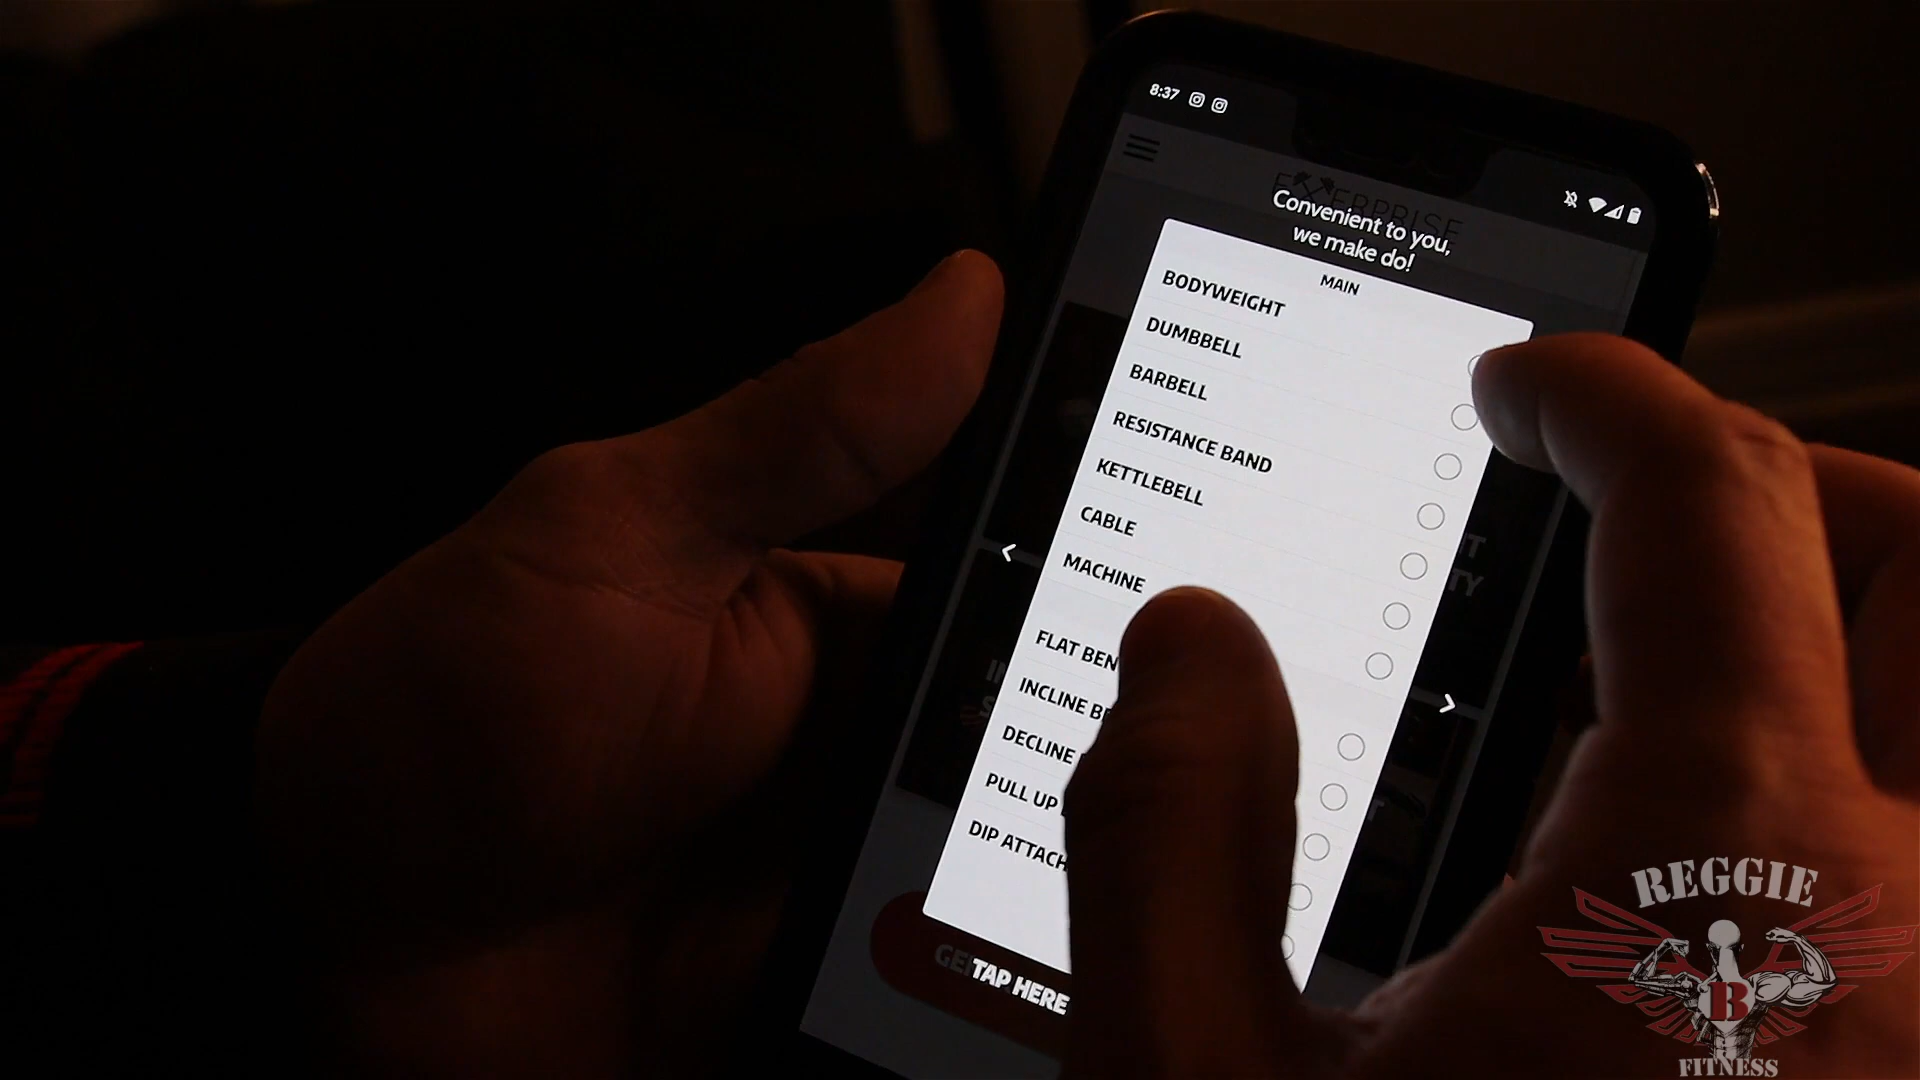 8:37
Convenient to you,
we make do!
MAIN
BODYWEIGHT
DUMBBELL
BARBELL
RESISTANCE BAND
KETTLEBELL
CABLE
MACHINE
FLAT BEN
INCLINE BE
DECLINE
PULL UP
DIP ATTACH
TAP HERE
REGGIE
B
FITNESS